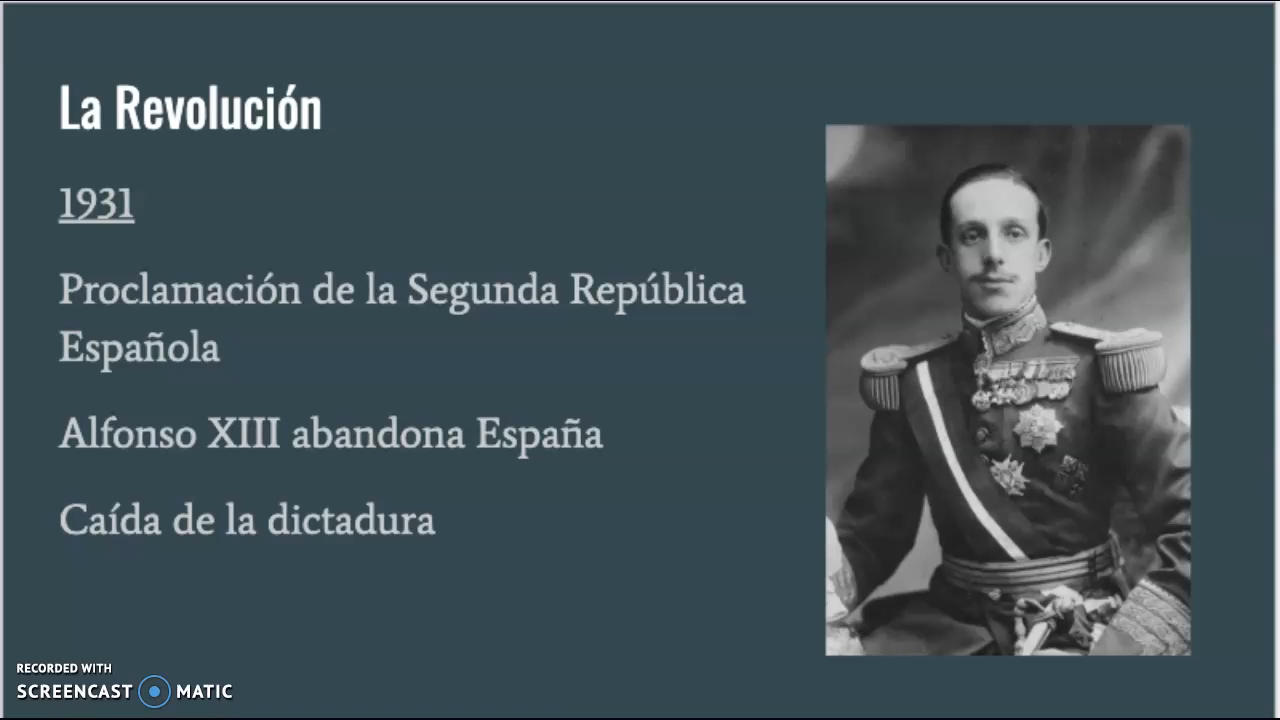 La Revolución
1931
Proclamación de la Segunda República
Española
Alfonso XIII abandona España
Caída de la dictadura
RECORDED WITH
SCREENCAST MATIC